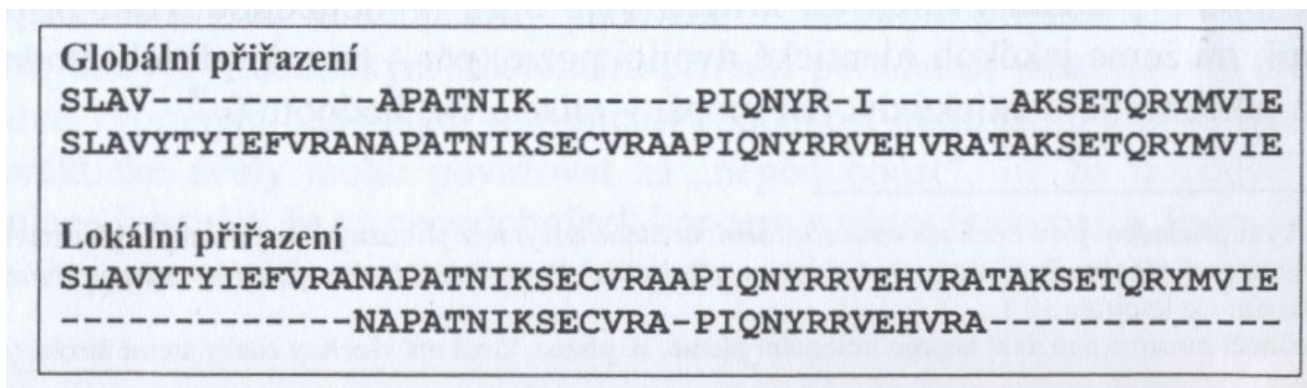 Globální přiřazení
SLAV----------APATNIK-------PIQNYR-I------AKSETQRYMVIE
SLAVYTYIEFVRANAPATNIKSECVRAAPIQNYRRVEHVRATAKSETQRYMVIE
Lokální přiřazení
SLAVYTYIEFVRANAPATNIKSECVRAAPIQNYRRVEHVRATAKSETQRYMVIE
-------------NAPATNIKSECVRA-PIQNYRRVEHVRA-------------